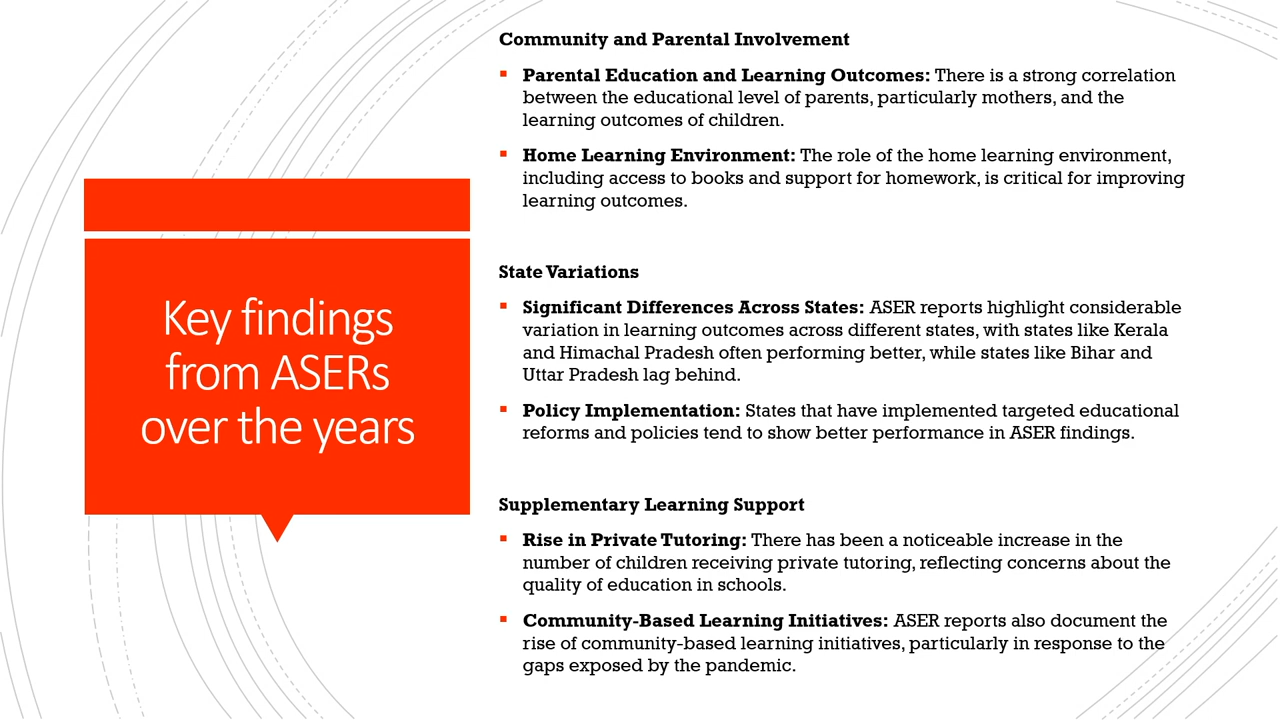 Key findings
from ASERs
over the years
Community and Parental Involvement
Parental Education and Learning Outcomes: There is a strong correlation
between the educational level of parents, particularly mothers, and the
learning outcomes of children.
Home Learning Environment: The role of the home learning environment,
including access to books and support for homework, is critical for improving
learning outcomes.
State Variations
Significant Differences Across States: ASER reports highlight considerable
variation in learning outcomes across different states, with states like Kerala
and Himachal Pradesh often performing better, while states like Bihar and
Uttar Pradesh lag behind.
Policy Implementation: States that have implemented targeted educational
reforms and policies tend to show better performance in ASER findings.
Supplementary Learning Support
Rise in Private Tutoring: There has been a noticeable increase in the
number of children receiving private tutoring, reflecting concerns about the
quality of education in schools.
Community-Based Learning Initiatives: ASER reports also document the
rise of community-based learning initiatives, particularly in response to the
gaps exposed by the pandemic.